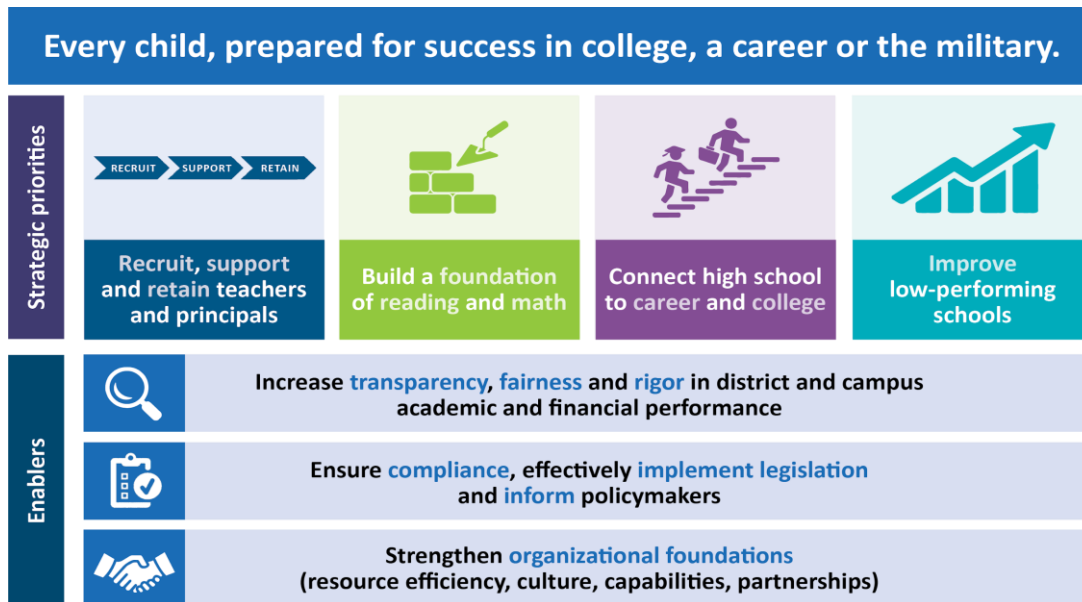 Every child, prepared for success in college, a career or the military.
Strategic priorities
RECRUIT SUPPORT RETAIN
Recruit, support
and retain teachers
and principals
Build a foundation
of reading and math
Connect high school
to career and college
Improve
low-performing
schools
Enablers
Increase transparency, fairness and rigor in district and campus
academic and financial performance
Ensure compliance, effectively implement legislation
and inform policymakers
Strengthen organizational foundations
(resource efficiency, culture, capabilities, partnerships)